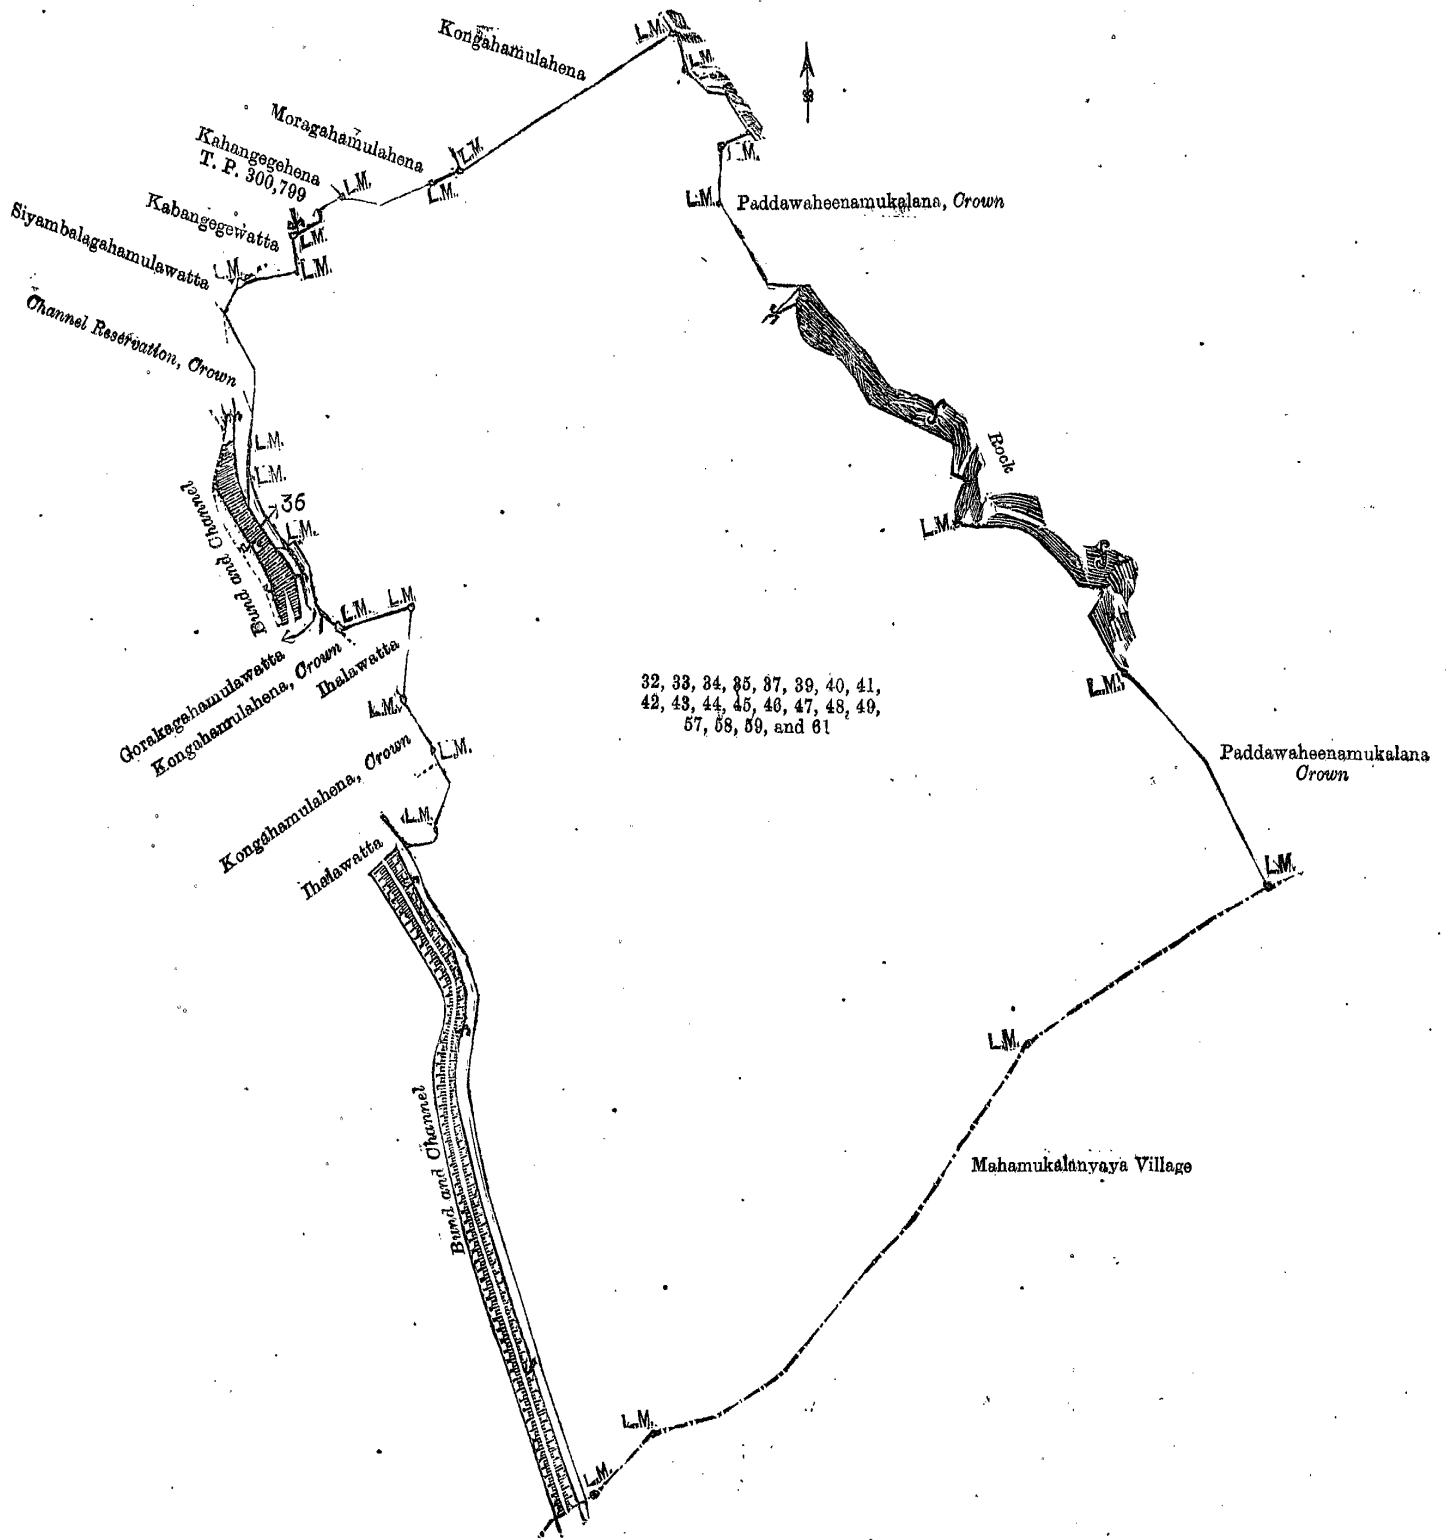 Kongahamulahena
L.M.
L.M.
Moragahamulahena
L.M.
L.M.
L.M.
Kahangegehena
T. P. 300,799
L.M.
L.M.
Paddawaheenamukalana, Crown
Kahangegewatta
L.M.
L.M.
L.M.
Siyambalagahamulawatta
Channel Reservation, Crown
L.M.
L.M.
Rock
36
L.M.
L.M.
Bund and Channel
L.M.
L.M.
Gorakagahamulawatta
Kongahamulahena, Crown
Ihalawatta
32, 33, 34, 35, 37, 39, 40, 41,
42, 43, 44, 45, 46, 47, 48, 49,
57, 58, 59, and 61
L.M.
L.M.
Kongahamulahena, Crown
L.M.
Paddawaheenamukalana
Crown
L.M.
Ihalawatta
L.M.
L.M.
Bund and Channel
Mahamukalanyaya Village
L.M.
L.M.